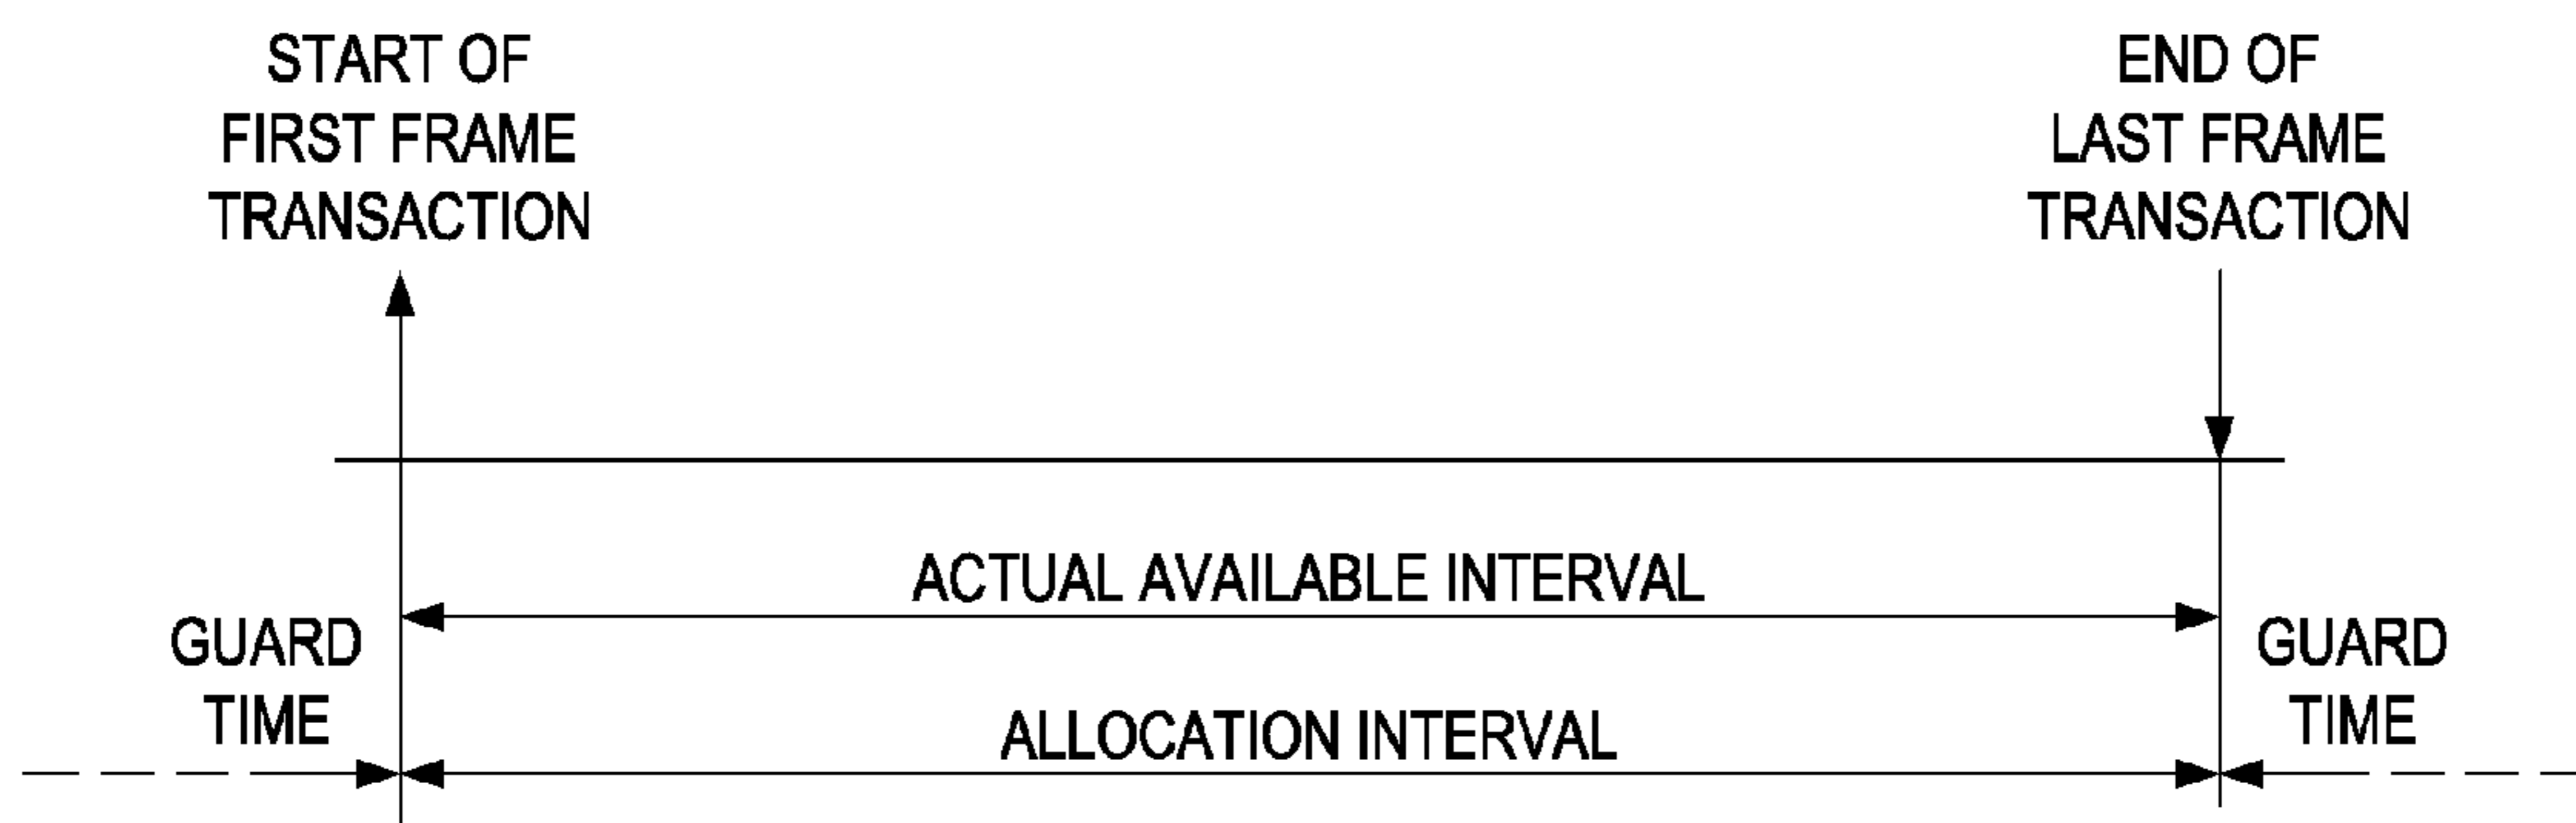 START OF
FIRST FRAME
TRANSACTION
END OF
LAST FRAME
TRANSACTION
ACTUAL AVAILABLE INTERVAL
GUARD
TIME
GUARD
TIME
ALLOCATION INTERVAL